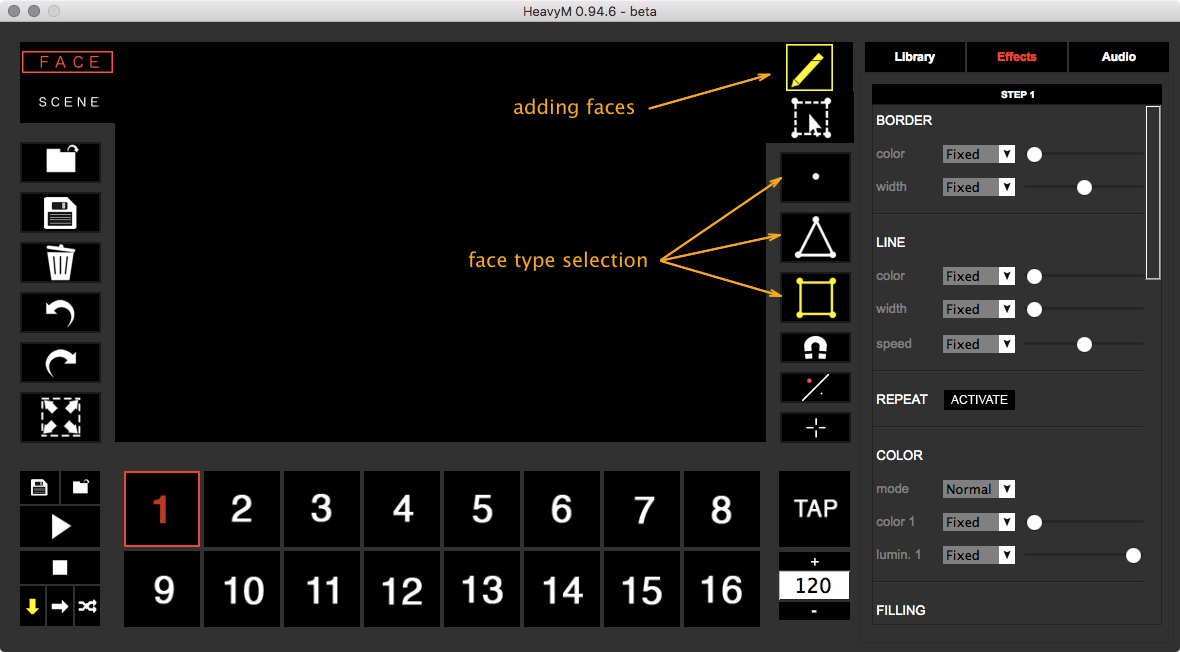 HeavyM 0.94.6 - beta
FACE
SCENE
adding faces
face type selection
Library Effects Audio
STEP 1
BORDER
color Fixed
width Fixed
LINE
color Fixed
width Fixed
speed Fixed
REPEAT ACTIVATE
COLOR
mode Normal
color 1 Fixed
lumin. 1 Fixed
FILLING
1 2 3 4 5 6 7 8
9 10 11 12 13 14 15 16
TAP
+
120
-